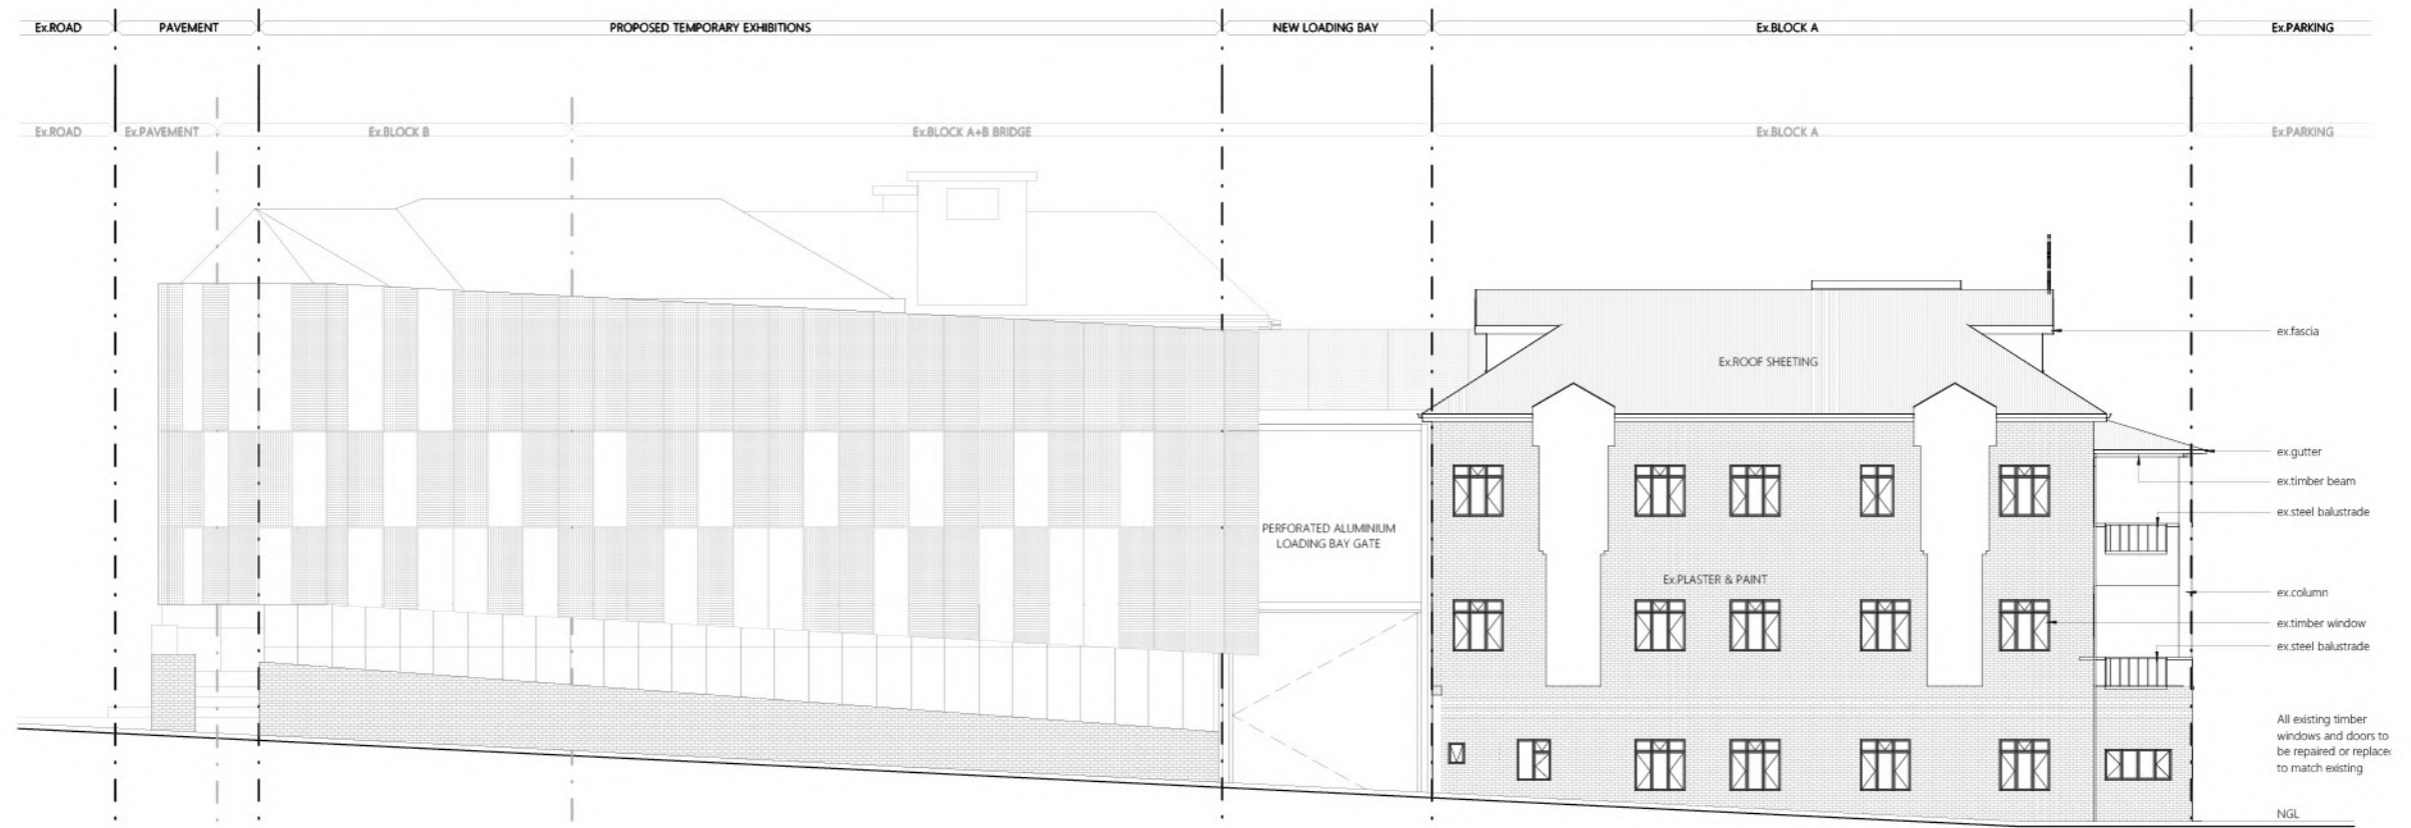 Ex.ROAD
PAVEMENT
PROPOSED TEMPORARY EXHIBITIONS
NEW LOADING BAY
Ex.BLOCK A
Ex.PARKING
Ex.ROAD
Ex.PAVEMENT
Ex.BLOCK B
Ex.BLOCK A+B BRIDGE
Ex.BLOCK A
Ex.PARKING
ex.fascia
Ex.ROOF SHEETING
ex.gutter
ex.timber beam
ex.steel balustrade
PERFORATED ALUMINIUM
LOADING BAY GATE
Ex.PLASTER & PAINT
ex.column
ex.timber window
ex.steel balustrade
All existing timber
windows and doors to
be repaired or replace
to match existing
NGL